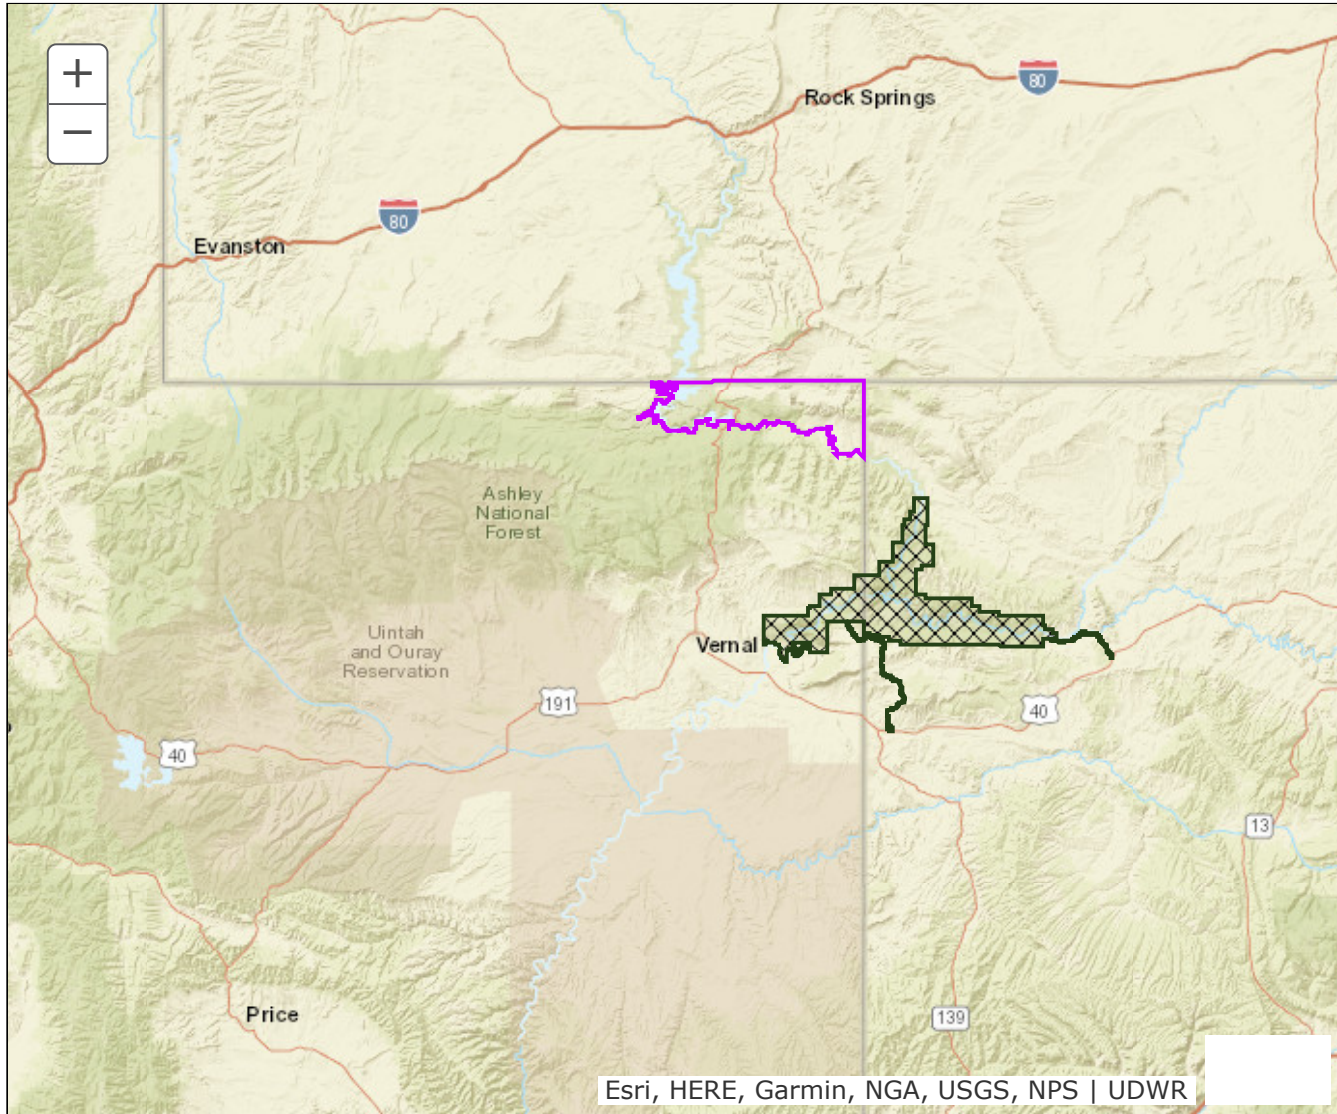 +
−
80
Rock Springs
80
Evanston
Ashley
National
Forest
Uintah
and Ouray
Reservation
Vernal
191
40
40
13
Price
139
Esri, HERE, Garmin, NGA, USGS, NPS | UDWR